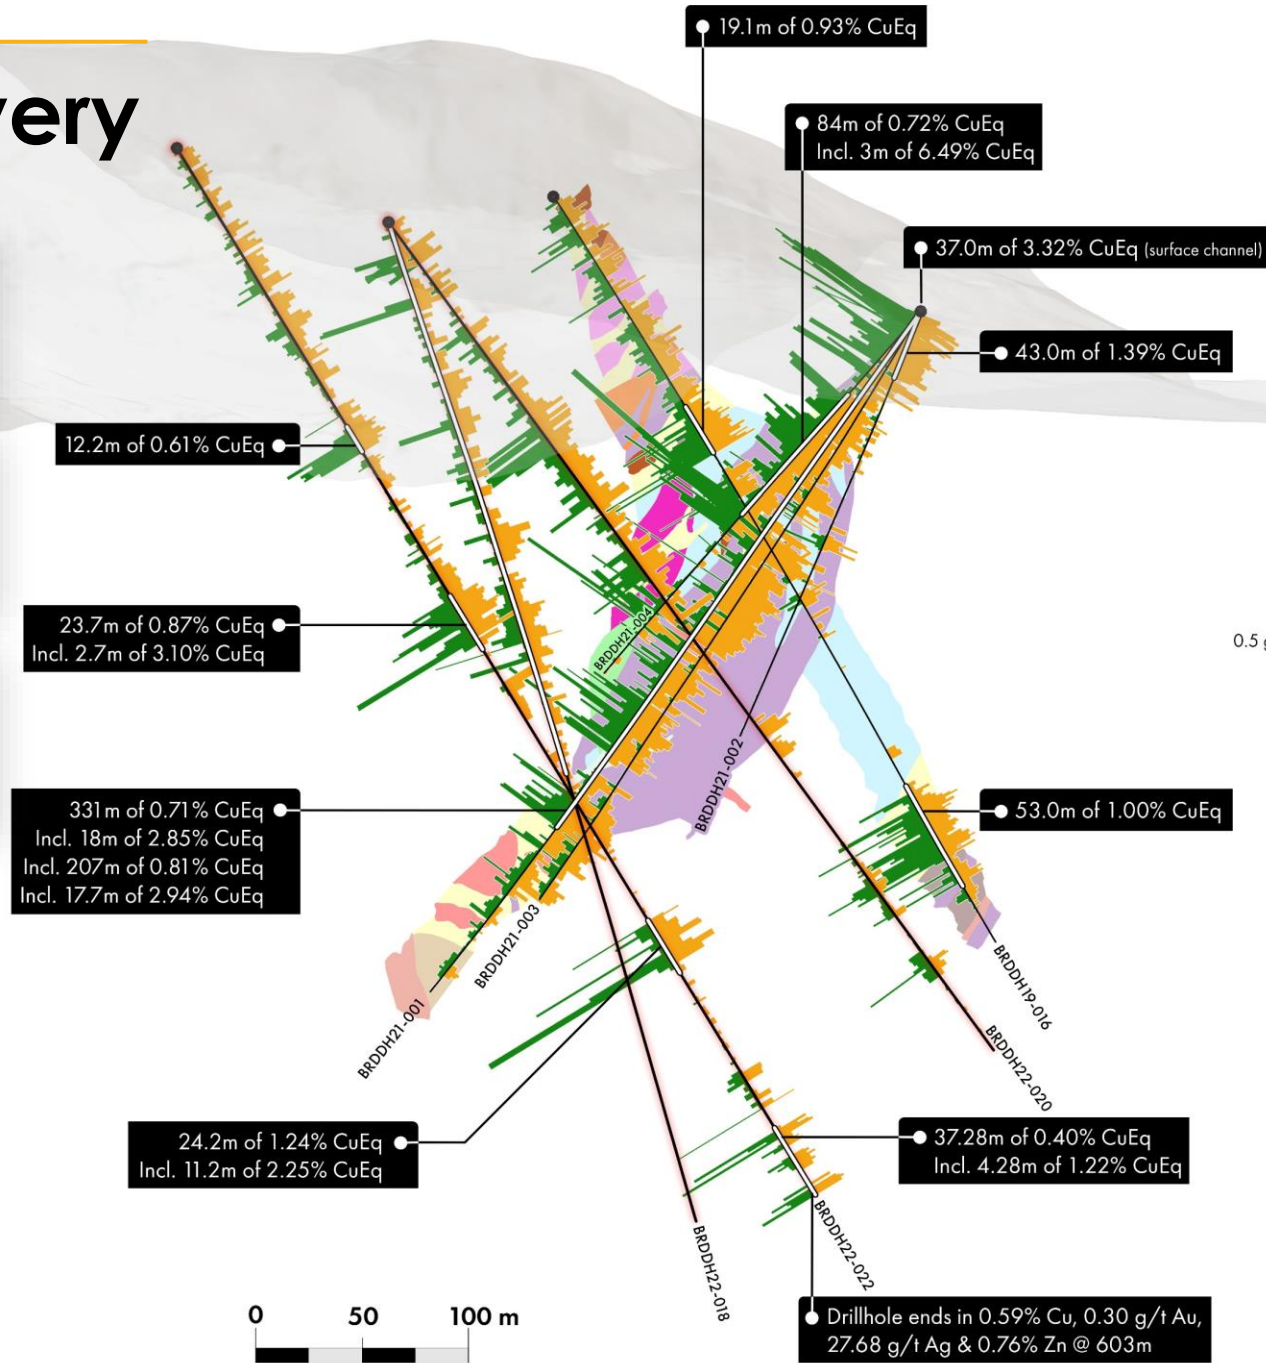 very
19.1m of 0.93% CuEq
84m of 0.72% CuEq
Incl. 3m of 6.49% CuEq
37.0m of 3.32% CuEq (surface channel)
43.0m of 1.39% CuEq
12.2m of 0.61% CuEq
23.7m of 0.87% CuEq
Incl. 2.7m of 3.10% CuEq
BRDDH21-004
0.5 g
BRDDH21-002
331m of 0.71% CuEq
Incl. 18m of 2.85% CuEq
Incl. 207m of 0.81% CuEq
Incl. 17.7m of 2.94% CuEq
53.0m of 1.00% CuEq
BRDDH21-003
BRDDH21-001
BRDDH19-016
BRDDH22-020
24.2m of 1.24% CuEq
Incl. 11.2m of 2.25% CuEq
37.28m of 0.40% CuEq
Incl. 4.28m of 1.22% CuEq
BRDDH22-018
BRDDH22-022
Drillhole ends in 0.59% Cu, 0.30 g/t Au,
27.68 g/t Ag & 0.76% Zn @ 603m
0 50 100 m